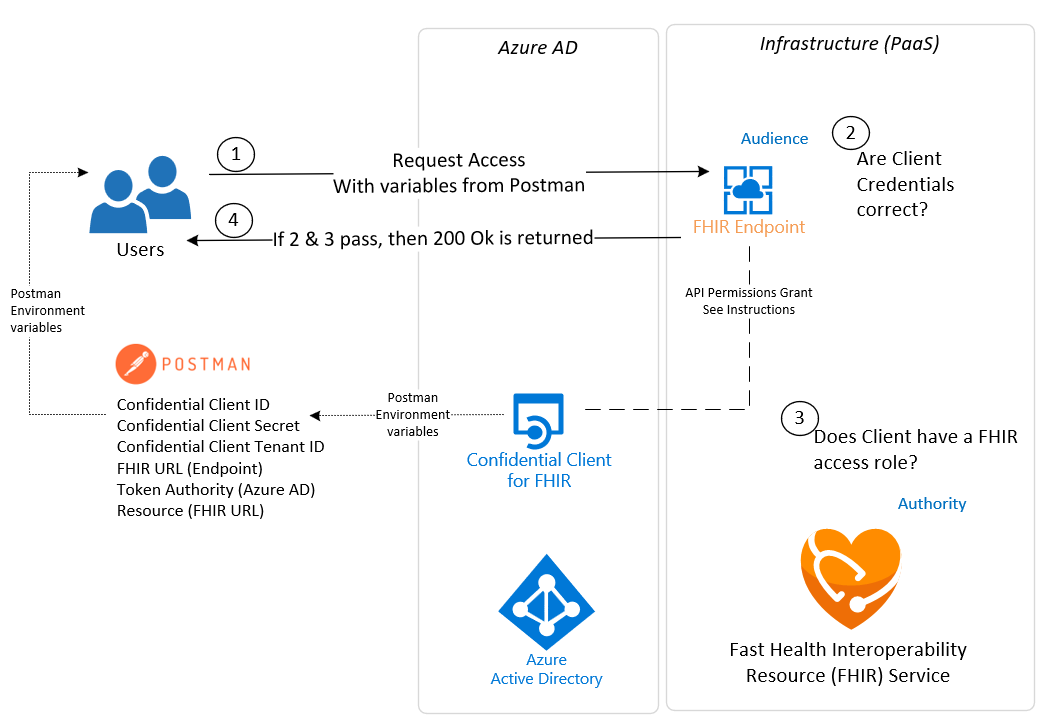 Azure AD
Infrastructure (PaaS)
1
Request Access
With variables from Postman
Audience
2
Are Client
Credentials
correct?
4
If 2 & 3 pass, then 200 Ok is returned
FHIR Endpoint
Users
Postman
Environment
variables
API Permissions Grant
See Instructions
POSTMAN
Confidential Client ID
Confidential Client Secret
Confidential Client Tenant ID
FHIR URL (Endpoint)
Token Authority (Azure AD)
Resource (FHIR URL)
Postman
Environment
variables
Confidential Client
for FHIR
3
Does Client have a FHIR
access role?
Authority
Azure
Active Directory
Fast Health Interoperability
Resource (FHIR) Service